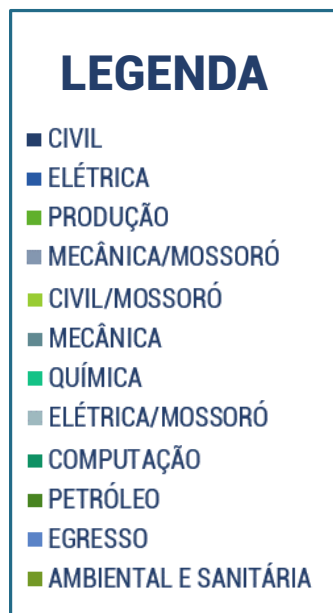 LEGENDA
CIVIL
ELÉTRICA
PRODUÇÃO
MECÂNICA/MOSSORÓ
CIVIL/MOSSORÓ
MECÂNICA
QUÍMICA
ELÉTRICA/MOSSORÓ
COMPUTAÇÃO
PETRÓLEO
EGRESSO
AMBIENTAL E SANITÁRIA